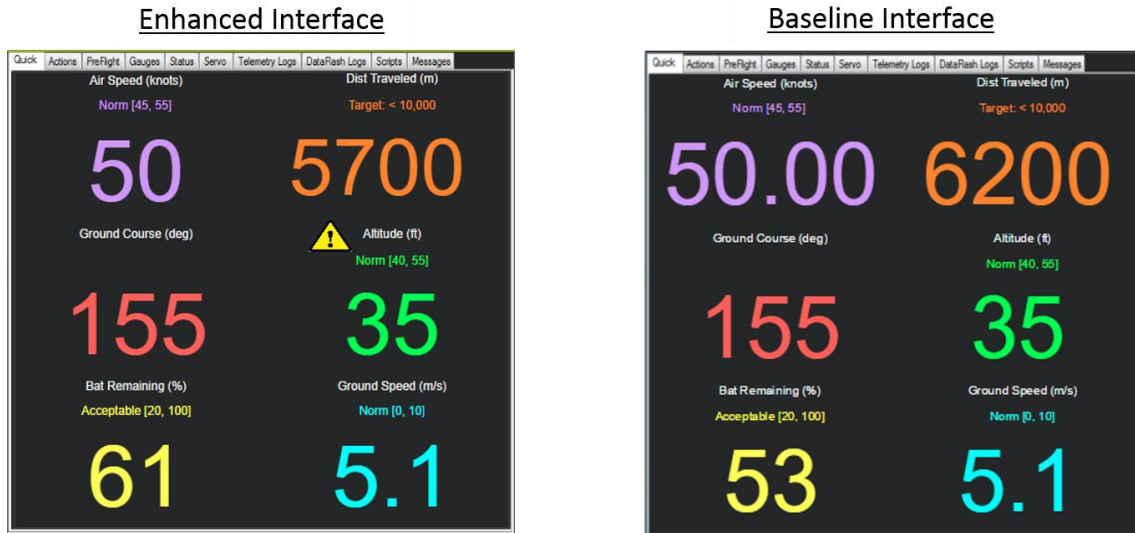 Enhanced Interface
Quick Actions PreFlight Gauges Status Servo Telemetry Logs DataFlash Logs Scripts Messages
Air Speed (knots) Dist Traveled (m)
Norm [45, 55] Target: < 10,000
50 5700
Ground Course (deg) ! Altitude (ft)
Norm [40, 55]
155 35
Bat Remaining (%) Ground Speed (m/s)
Acceptable [20, 100] Norm [0, 10]
61 5.1
Baseline Interface
Quick Actions PreFlight Gauges Status Servo Telemetry Logs DataFlash Logs Scripts Messages
Air Speed (knots) Dist Traveled (m)
Norm [45, 55] Target: < 10,000
50.00 6200
Ground Course (deg) Altitude (ft)
Norm [40, 55]
155 35
Bat Remaining (%) Ground Speed (m/s)
Acceptable [20, 100] Norm [0, 10]
53 5.1